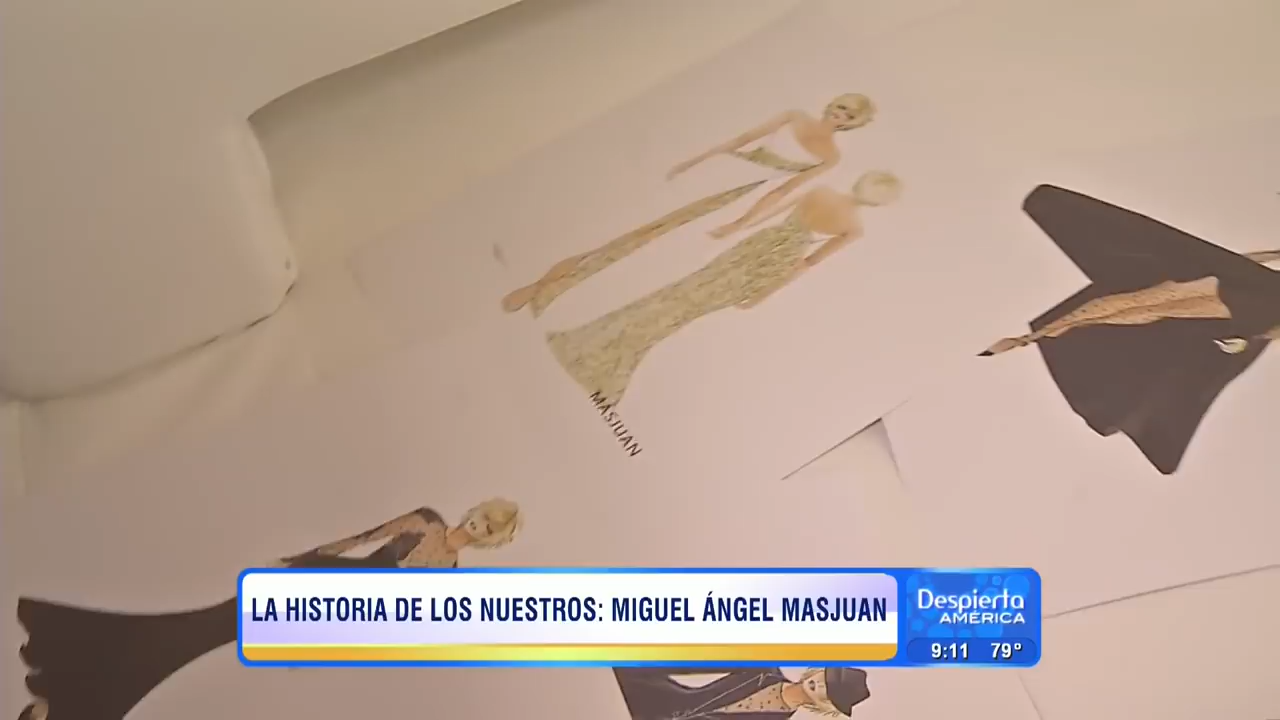 MASJUAN
LA HISTORIA DE LOS NUESTROS: MIGUEL ÁNGEL MASJUAN
Despierta
AMÉRICA
9:11 79°